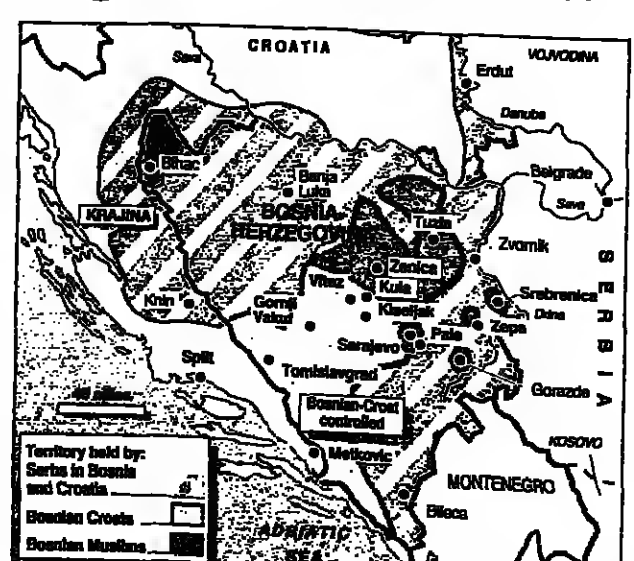 CROATIA
VOJVODINA
Sava
Erdut
Danube
Bihac
Banja
Luka
Belgrade
Sava
KRAJINA
BOSNIA
Tuzla
Zvornik
Zenica
Knin
Vitez
Kula
Srebrenica
Gornji
Vakuf
Kiseljak
Drina
Pale
Zepa
Sarajevo
SERBIA
Split
Tomislavgrad
Gorazde
Bosnian-Croat
controlled
KOSOVO
Metkovic
Territory held by:
Serbs in Bosnia
and Croatia
MONTENEGRO
Bileca
Bosnian Croats
Bosnian Muslims
ADRIATIC
SEA